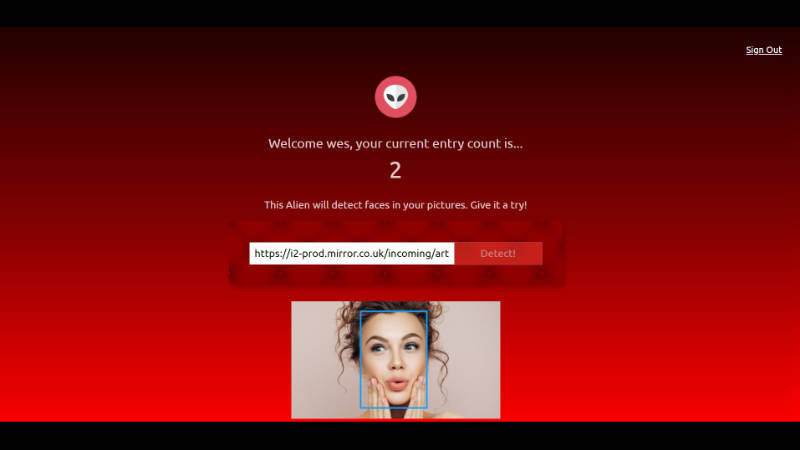 Sign Out
Welcome wes, your current entry count is...
2
This Alien will detect faces in your pictures. Give it a try!
https://i2-prod.mirror.co.uk/incoming/art
Detect!